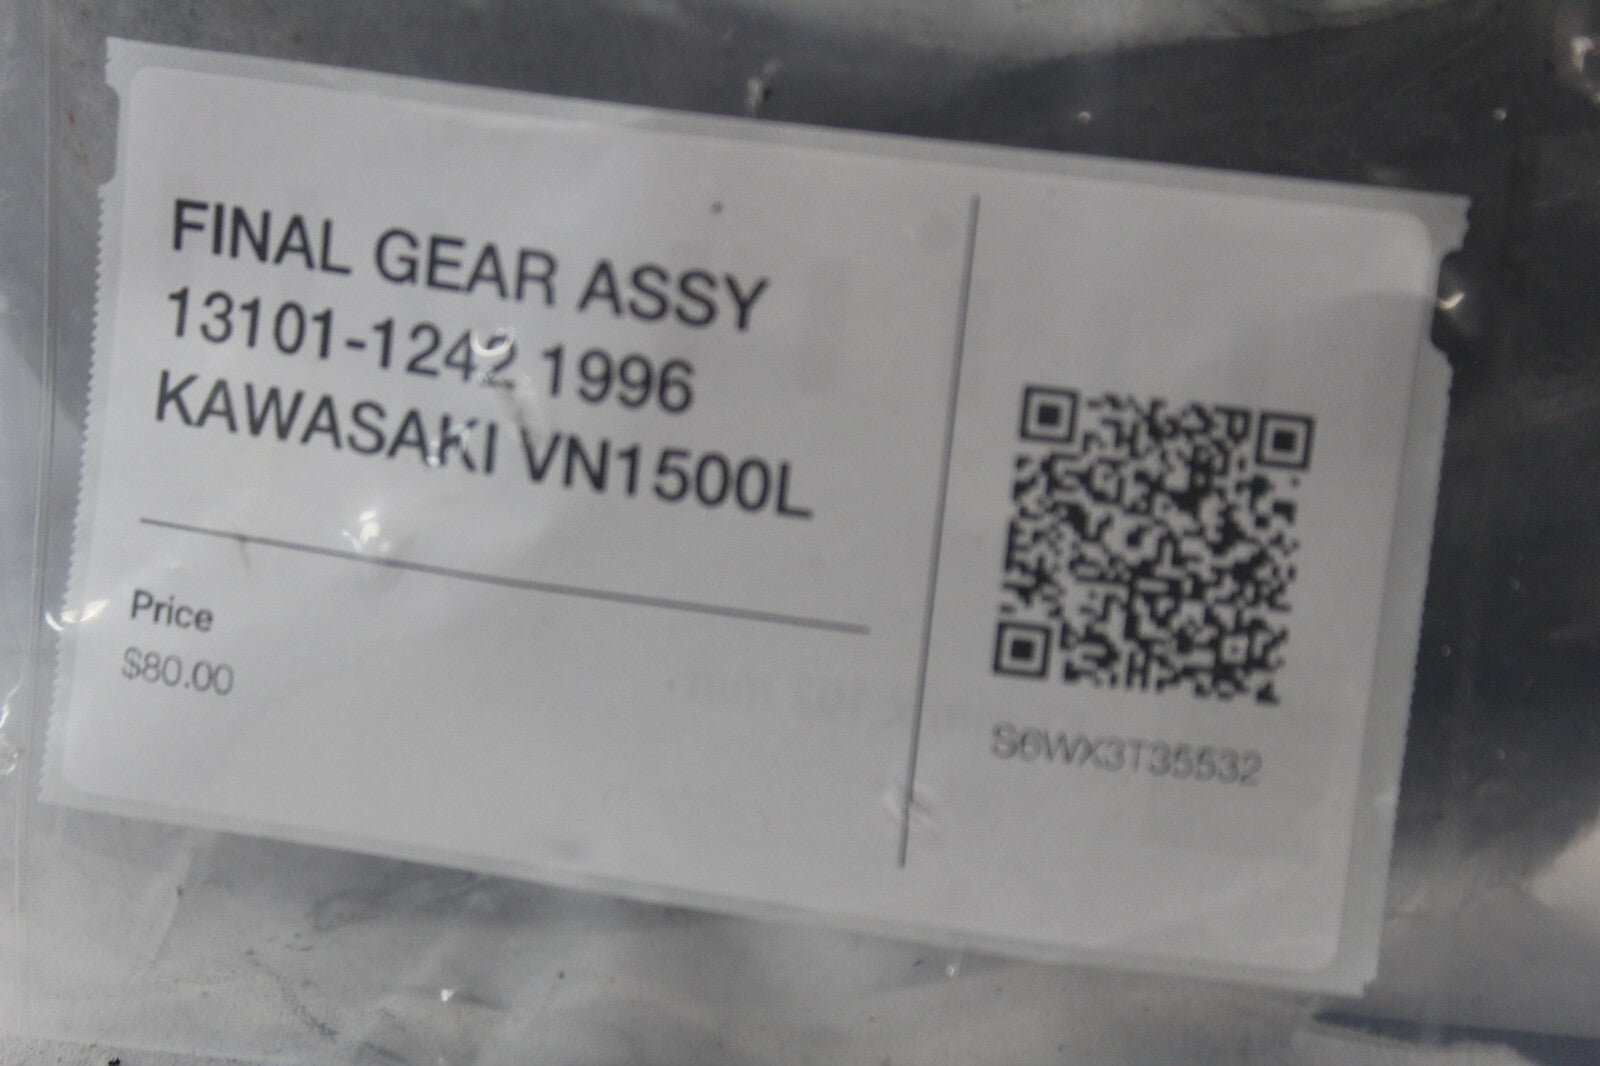 FINAL GEAR ASSY
13101-1242 1996
KAWASAKI VN1500L
Price
$80.00
S6WX3T35532